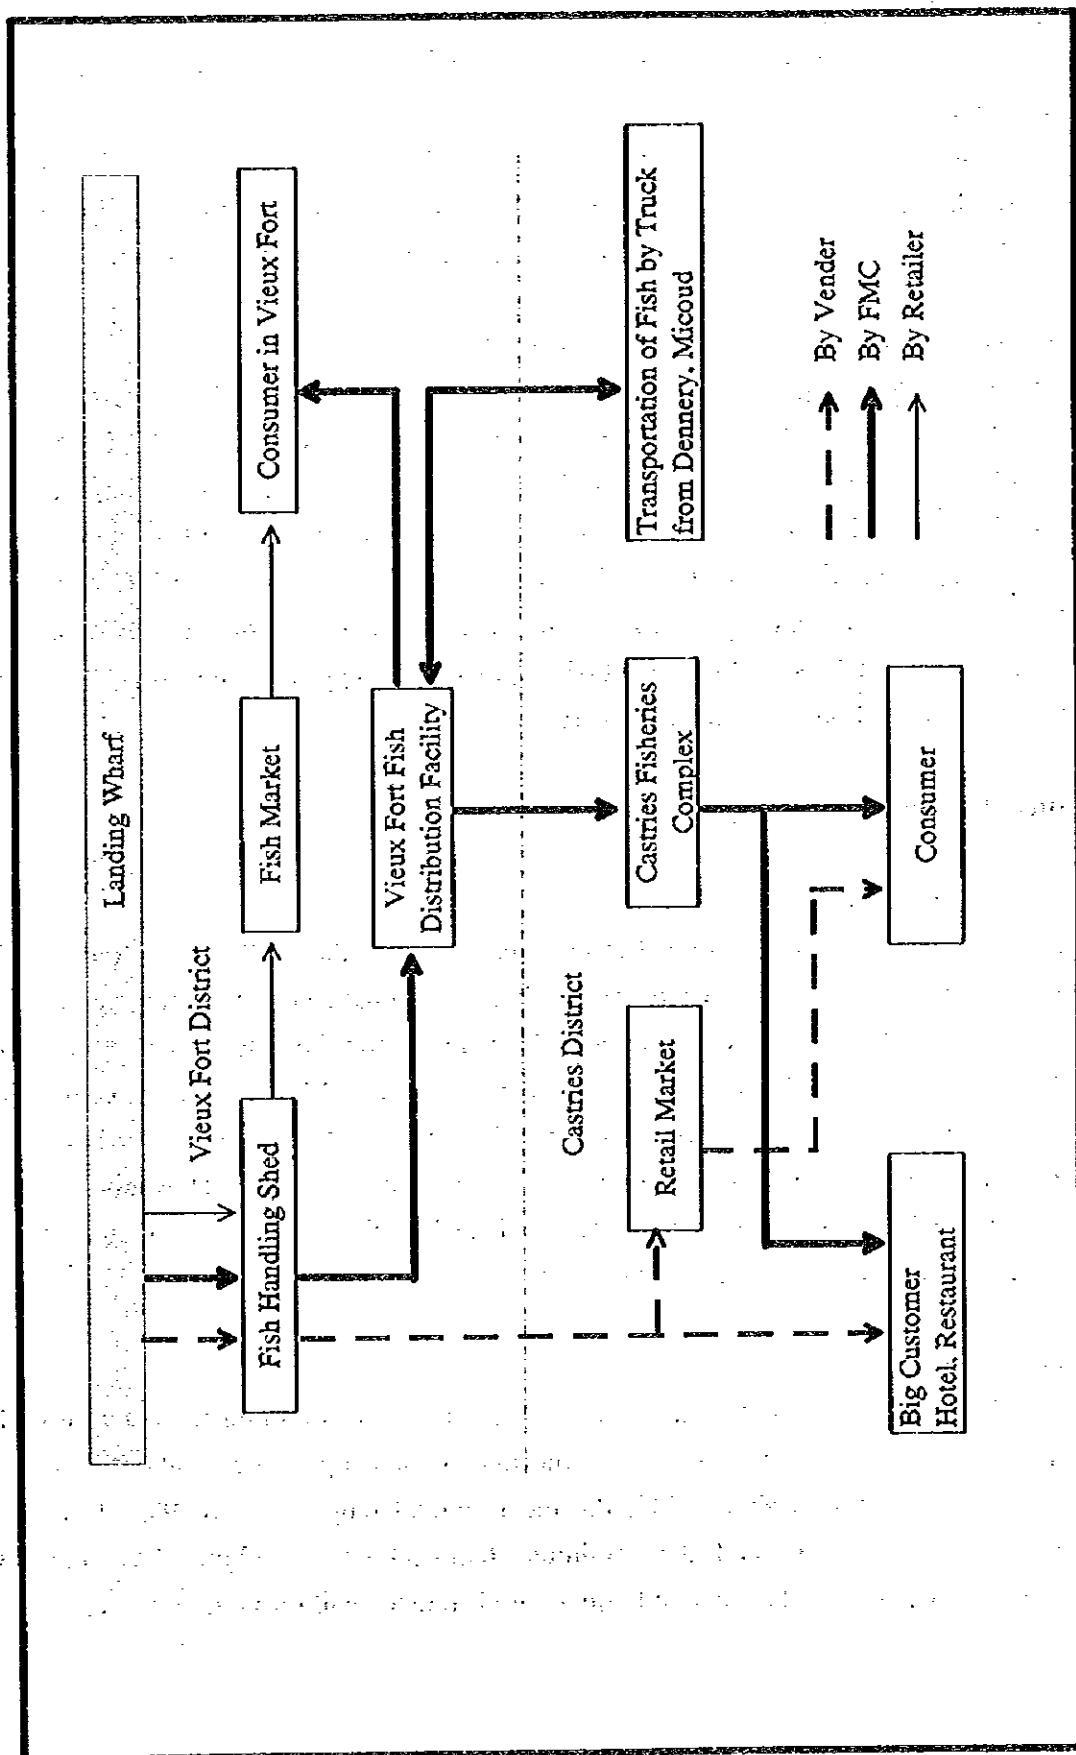 Landing Wharf
Vieux Fort District
Fish Handling Shed
Fish Market
Consumer in Vieux Fort
Vieux Fort Fish
Distribution Facility
Castries District
Retail Market
Castries Fisheries
Complex
Transportation of Fish by Truck
from Dennery, Micoud
Big Customer
Hotel, Restaurant
Consumer
By Vender
By FMC
By Retailer